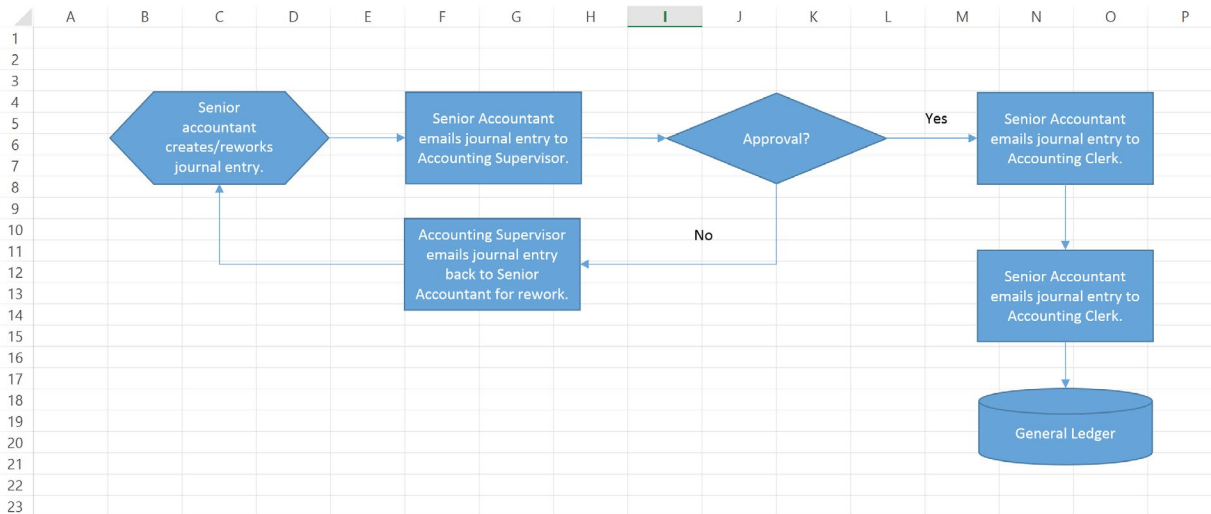 A B C D E F G H I J K L M N O P
1
2
3
4
5
6
7
8
9
10
11
12
13
14
15
16
17
18
19
20
21
22
23
Senior
accountant
creates/reworks
journal entry.
Senior Accountant
emails journal entry to
Accounting Supervisor.
Approval?
Yes
Senior Accountant
emails journal entry to
Accounting Clerk.
No
Accounting Supervisor
emails journal entry
back to Senior
Accountant for rework.
Senior Accountant
emails journal entry to
Accounting Clerk.
General Ledger